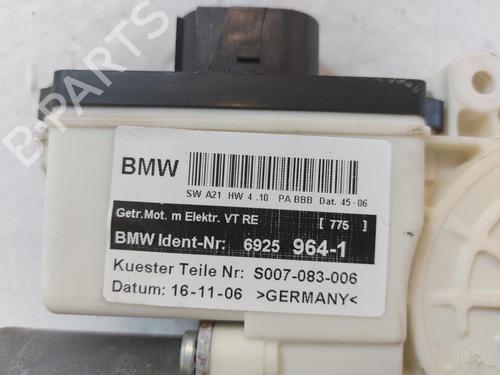 BMW
SW A21 HW 4 .10 PA BBB Dat. 45-06
Getr.Mot. m Elektr. VT RE [ 775 ]
BMW Ident-Nr: 6925 964-1
Kuester Teile Nr: S007-083-006
Datum: 16-11-06 >GERMANY<
B-PARTS